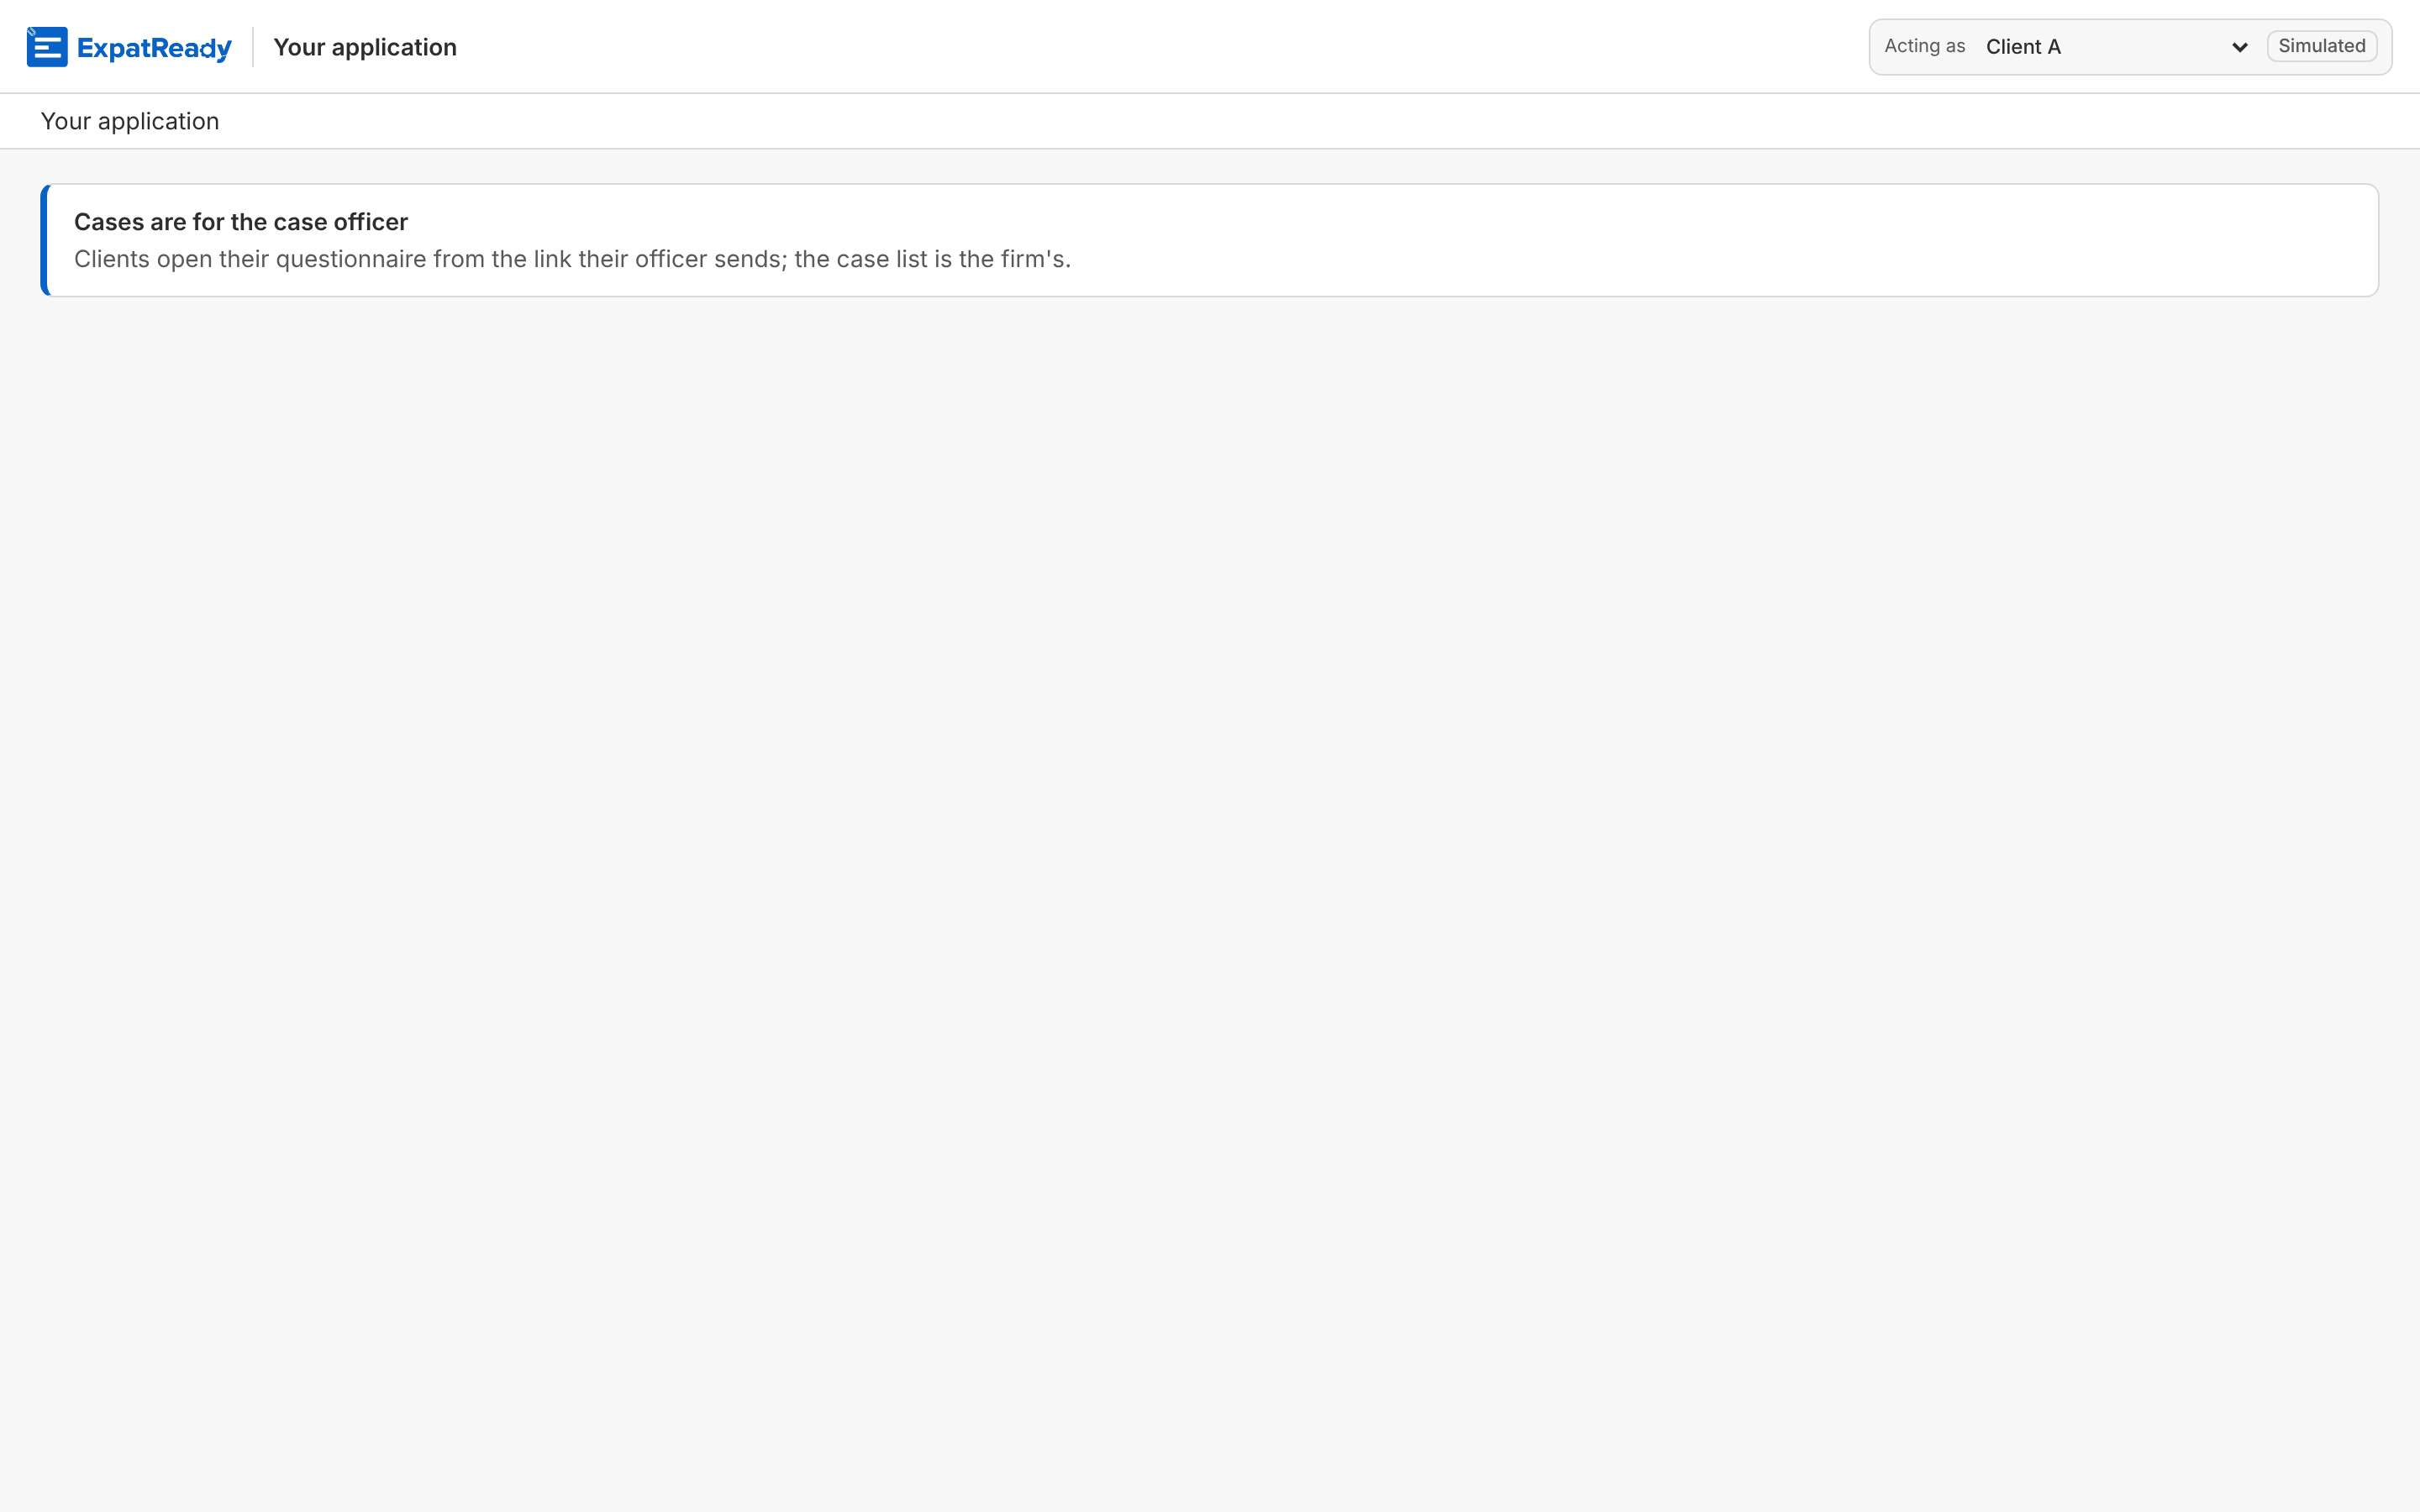 ExpatReady
Your application
Acting as Client A Simulated
Your application
Cases are for the case officer
Clients open their questionnaire from the link their officer sends; the case list is the firm's.